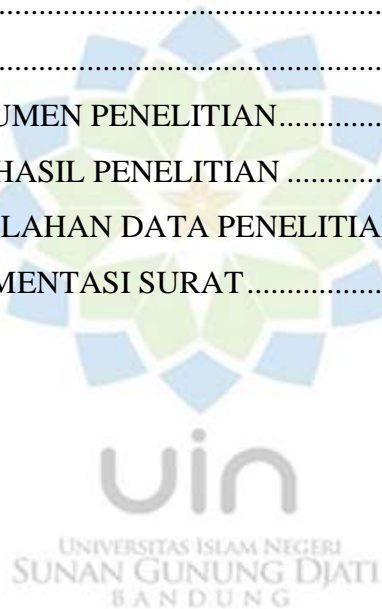 ................................................
................................................
UMEN PENELITIAN.............
HASIL PENELITIAN ............
LAHAN DATA PENELITIAN
MENTASI SURAT..................
uin
UNIVERSITAS ISLAM NEGERI
SUNAN GUNUNG DJATI
BANDUNG